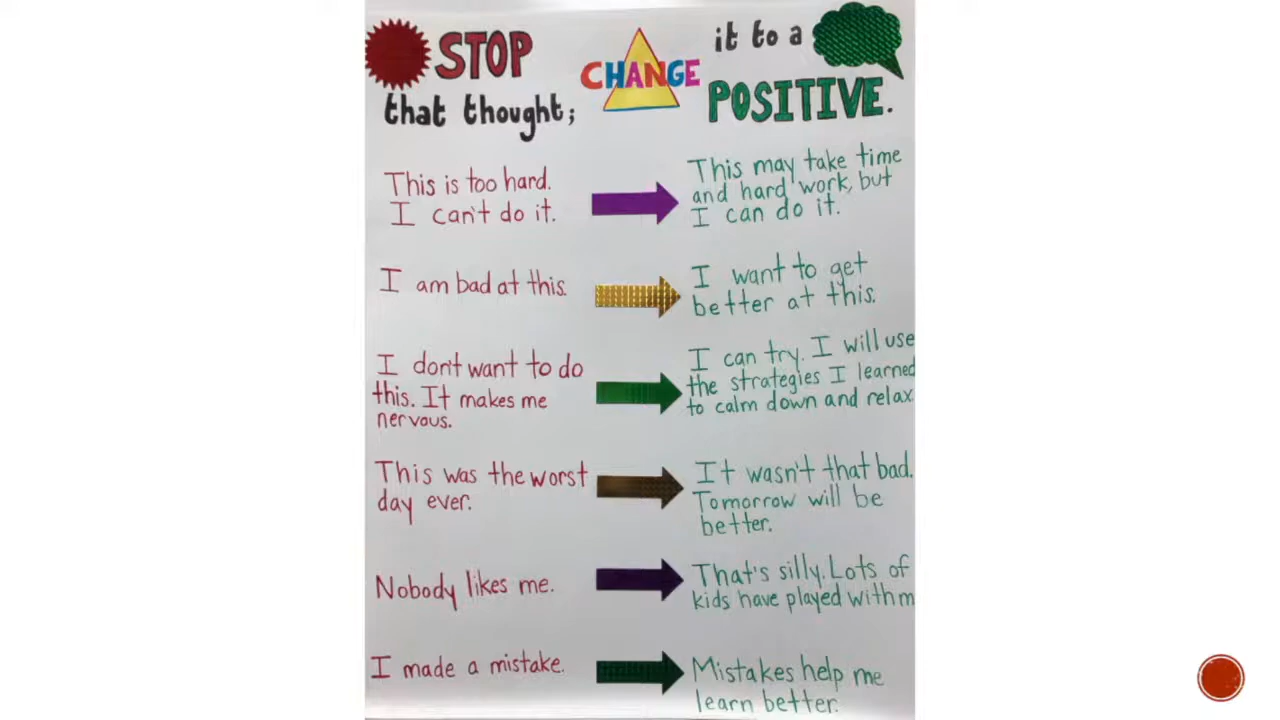 STOP
that thought;
CHANGE
it to a
POSITIVE.
This is too hard.
I can't do it.
This may take time
and hard work, but
I can do it.
I am bad at this.
I want to get
better at this.
I don't want to do
this. It makes me
nervous.
I can try. I will use
the strategies I learned
to calm down and relax.
This was the worst
day ever.
It wasn't that bad.
Tomorrow will be
better.
Nobody likes me.
That's silly. Lots of
kids have played with m
I made a mistake.
Mistakes help me
learn better.